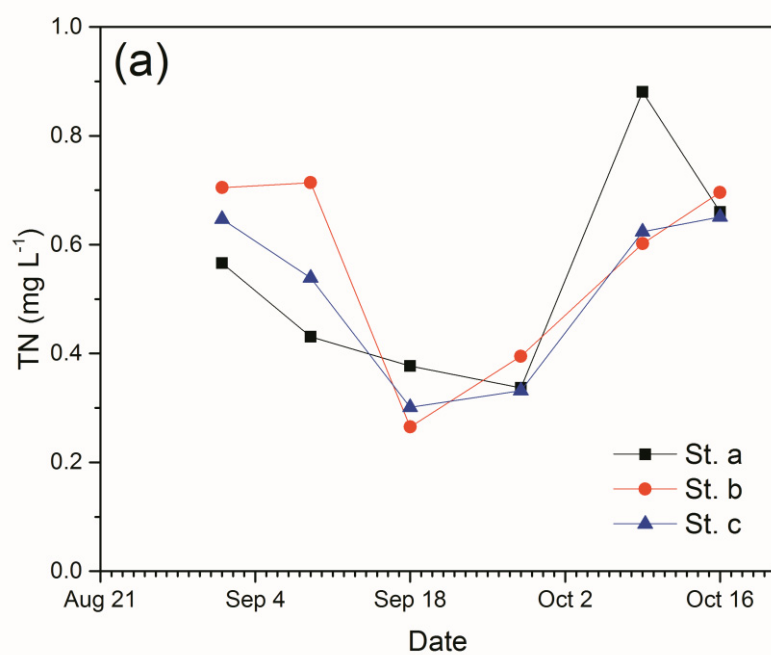 (a)
1.0
0.8
0.6
0.4
0.2
0.0
TN (mg L⁻¹)
St. a
St. b
St. c
Aug 21 Sep 4 Sep 18 Oct 2 Oct 16
Date